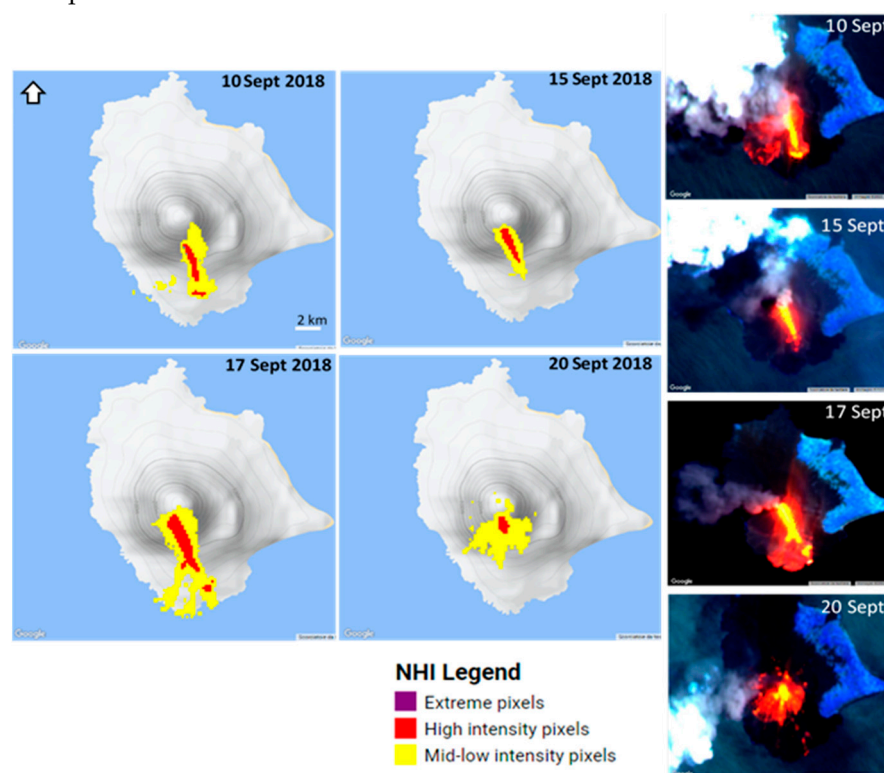 10 Sept 2018
15 Sept 2018
2 km
Google
Google
17 Sept 2018
20 Sept 2018
Google
Google
10 Sept
Google
15 Sept
Google
17 Sept
Google
20 Sept
NHI Legend
Extreme pixels
High intensity pixels
Mid-low intensity pixels